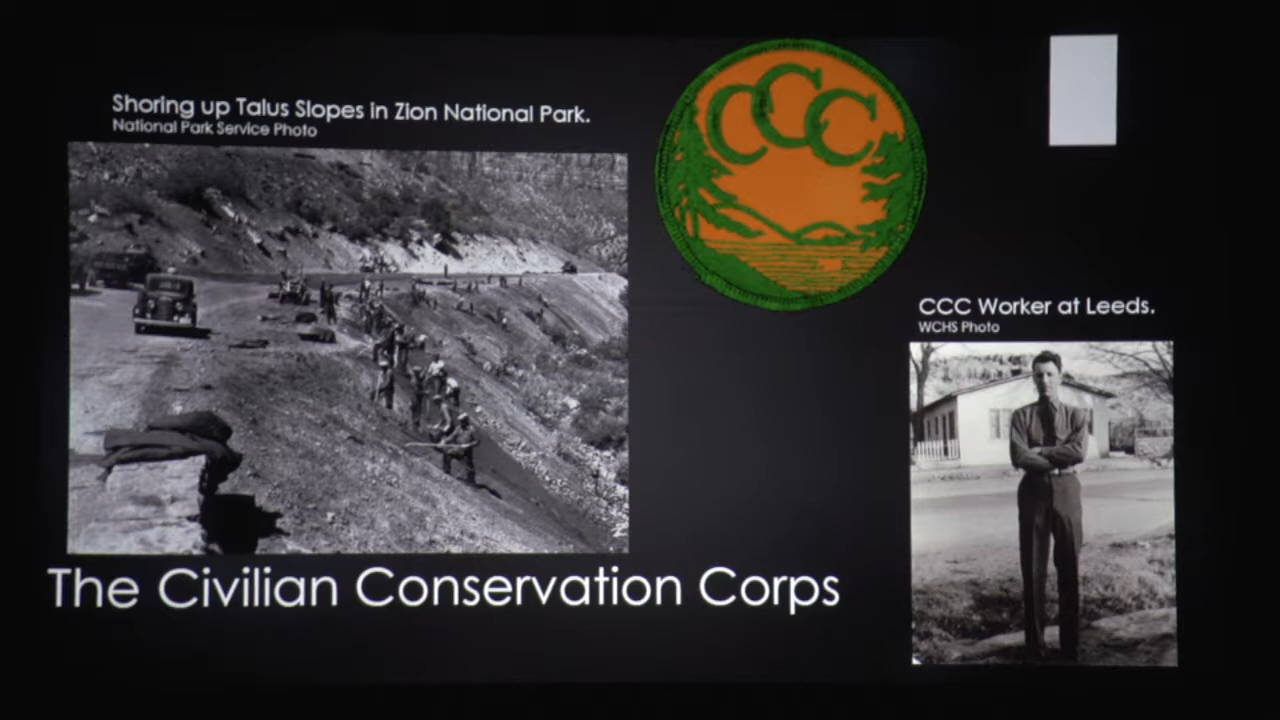 Shoring up Talus Slopes in Zion National Park.
National Park Service Photo
CCC
CCC Worker at Leeds.
WCHS Photo
The Civilian Conservation Corps